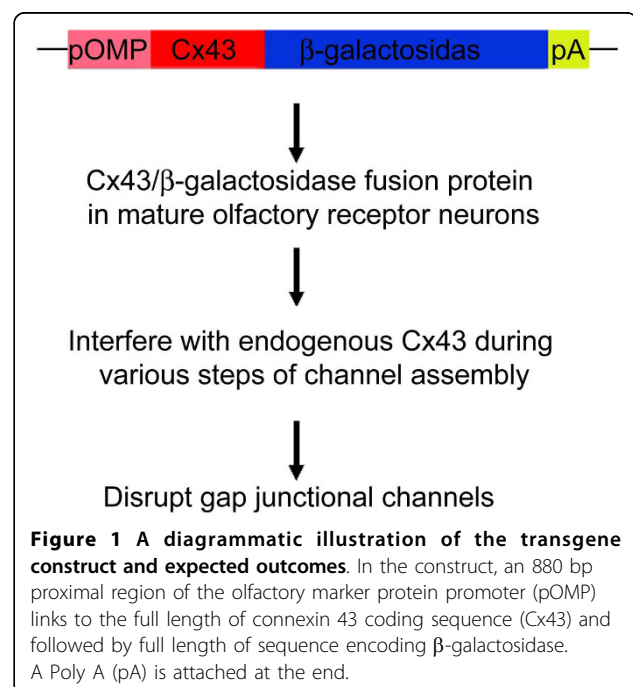 pOMP Cx43 β-galactosidas pA
Cx43/β-galactosidase fusion protein
in mature olfactory receptor neurons
Interfere with endogenous Cx43 during
various steps of channel assembly
Disrupt gap junctional channels
Figure 1 A diagrammatic illustration of the transgene
construct and expected outcomes. In the construct, an 880 bp
proximal region of the olfactory marker protein promoter (pOMP)
links to the full length of connexin 43 coding sequence (Cx43) and
followed by full length of sequence encoding β-galactosidase.
A Poly A (pA) is attached at the end.